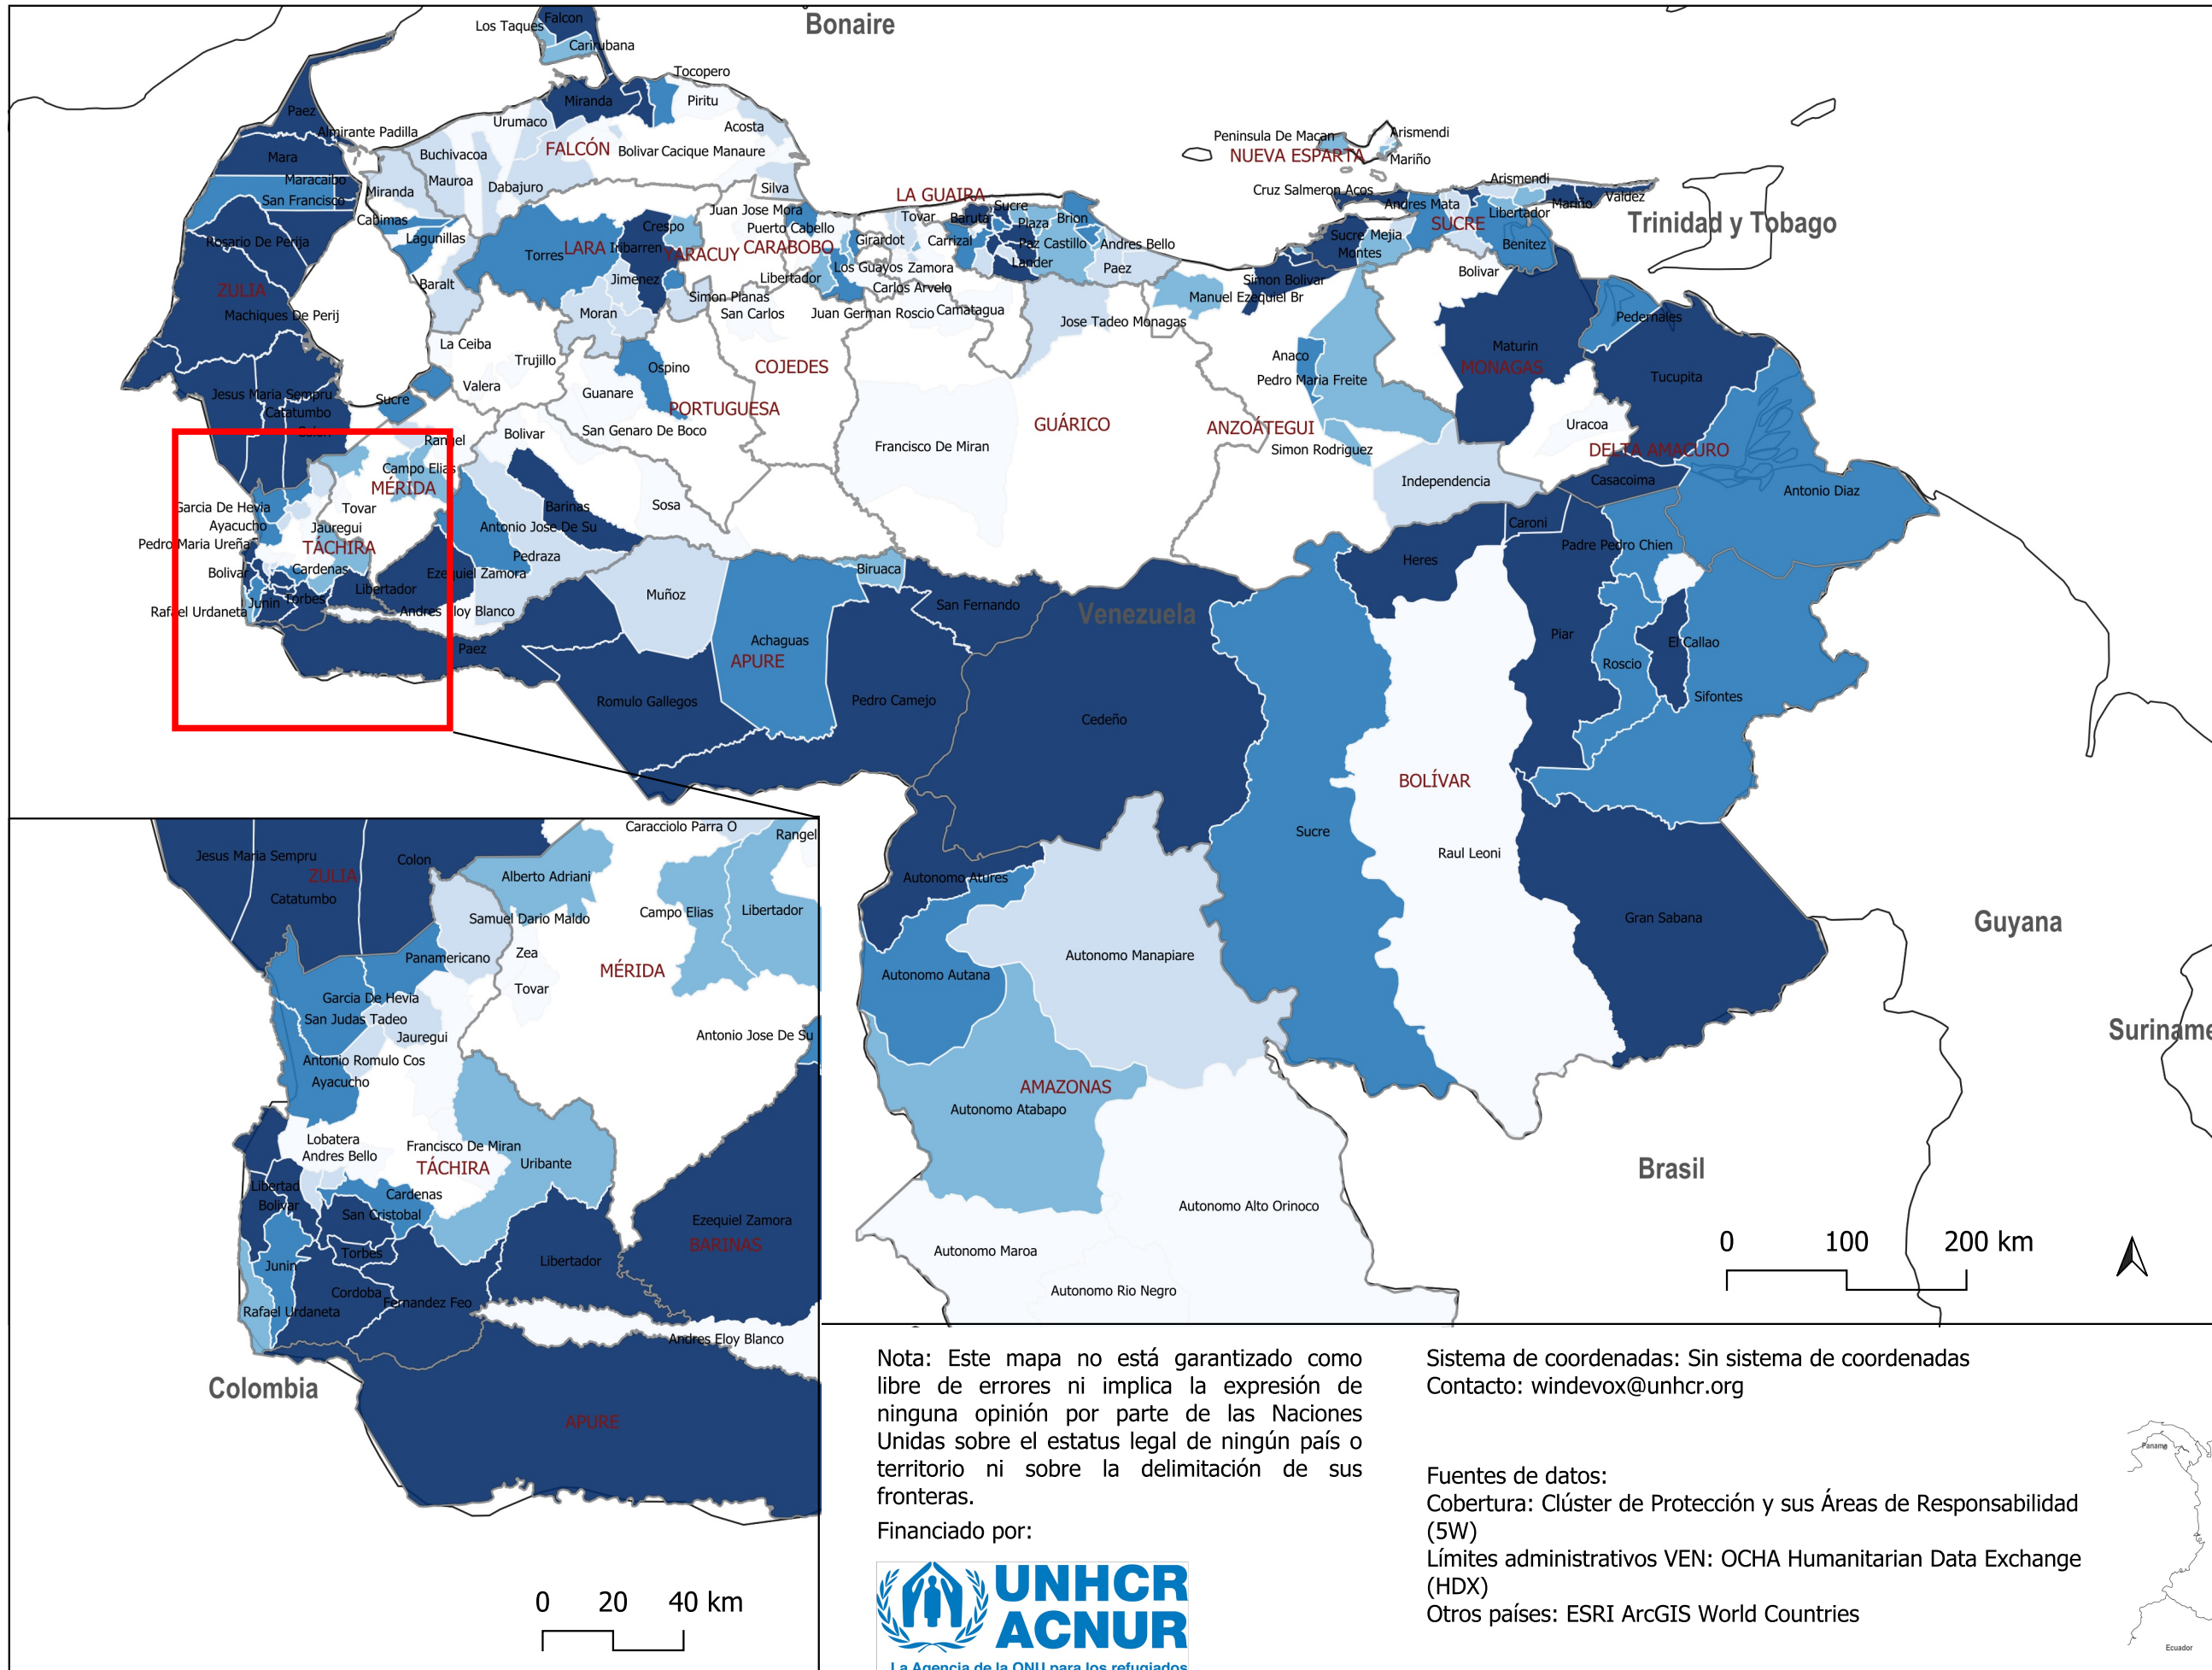 Bonaire
Falcon
Los Taques
Carirubana
Tocopero
Piritu
Miranda
Acosta
Urumaco
Paez
Almirante Padilla
FALCÓN
Bolivar
Cacique Manaure
Buchivacoa
Mara
Mauroa
Dabajuro
Maracaibo
Miranda
San Francisco
Silva
Cabimas
Lagunillas
Rosario De Perija
Crespo
Juan Jose Mora
Puerto Cabello
Torres
LARA
Iribarren
YARACUY
CARABOBO
Jimenez
Baralt
ZULIA
Machiques De Perij
Moran
Simon Planas
San Carlos
Libertador
LA GUAIRA
Tovar
Baruta
Sucre
Plaza
Brion
Girardot
Carrizal
Paz Castillo
Andres Bello
Los Guayos
Zamora
Lander
Paez
Carlos Arvelo
Juan German Roscio
Camatagua
Jose Tadeo Monagas
Peninsula De Macan
Arismendi
NUEVA ESPARTA
Mariño
Cruz Salmeron Acos
Arismendi
Andres Mata
Mariño
Valdez
SUCRE
Libertador
Trinidad y Tobago
Sucre
Mejia
Benitez
Montes
Bolivar
Simon Bolivar
Manuel Ezequiel Br
Pedernales
La Ceiba
Trujillo
Ospino
COJEDES
Anaco
Maturin
MONAGAS
Tucupita
Pedro Maria Freite
Jesus Maria Sempru
Catatumbo
Colon
Sucre
Valera
Guanare
PORTUGUESA
GUÁRICO
ANZOÁTEGUI
Uracoa
DELTA AMACURO
Rangel
Bolivar
San Genaro De Boco
Francisco De Miran
Simon Rodriguez
Campo Elias
MÉRIDA
Independencia
Casacoima
Antonio Diaz
Garcia De Hevia
Tovar
Barinas
Sosa
Ayacucho
Jauregui
Antonio Jose De Su
Caroni
Pedro Maria Ureña
TÁCHIRA
Pedraza
Padre Pedro Chien
Bolivar
Cardenas
Ezequiel Zamora
Biruaca
Heres
Libertador
Muñoz
San Fernando
Venezuela
Junin
Torbes
Rafael Urdaneta
Andres Eloy Blanco
Paez
Achaguas
APURE
Piar
El Callao
Roscio
Romulo Gallegos
Pedro Camejo
Cedeño
Sifontes
BOLÍVAR
Sucre
Raul Leoni
Autonomo Atures
Gran Sabana
Guyana
Autonomo Manapiare
Autonomo Autana
Suriname
AMAZONAS
Autonomo Atabapo
Brasil
Autonomo Alto Orinoco
Autonomo Maroa
Autonomo Rio Negro
0 100 200 km
Caracciolo Parra O
Rangel
Jesus Maria Sempru
Colon
ZULIA
Catatumbo
Alberto Adriani
Samuel Dario Maldo
Campo Elias
Libertador
Panamericano
Zea
MÉRIDA
Tovar
Garcia De Hevia
San Judas Tadeo
Jauregui
Antonio Jose De Su
Antonio Romulo Cos
Ayacucho
Lobatera
Andres Bello
Francisco De Miran
TÁCHIRA
Uribante
Libertad
Cardenas
Bolivar
San Cristobal
Ezequiel Zamora
BARINAS
Torbes
Libertador
Junin
Cordoba
Fernandez Feo
Rafael Urdaneta
Andres Eloy Blanco
Colombia
APURE
0 20 40 km
Nota: Este mapa no está garantizado como
libre de errores ni implica la expresión de
ninguna opinión por parte de las Naciones
Unidas sobre el estatus legal de ningún país o
territorio ni sobre la delimitación de sus
fronteras.
Financiado por:
UNHCR
ACNUR
La Agencia de la ONU para los refugiados
Sistema de coordenadas: Sin sistema de coordenadas
Contacto: windevox@unhcr.org
Fuentes de datos:
Cobertura: Clúster de Protección y sus Áreas de Responsabilidad
(5W)
Límites administrativos VEN: OCHA Humanitarian Data Exchange
(HDX)
Otros países: ESRI ArcGIS World Countries
Panama
Ecuador